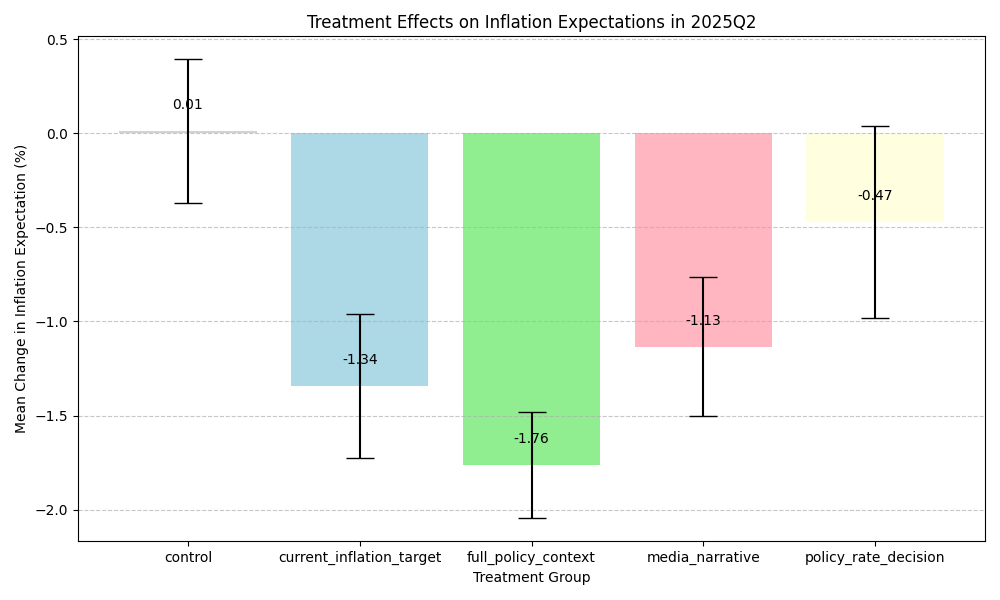 Treatment Effects on Inflation Expectations in 2025Q2
Mean Change in Inflation Expectation (%)
0.5
0.0
−0.5
−1.0
−1.5
−2.0
0.01
-1.34
-1.76
-1.13
-0.47
control
current_inflation_target
full_policy_context
media_narrative
policy_rate_decision
Treatment Group